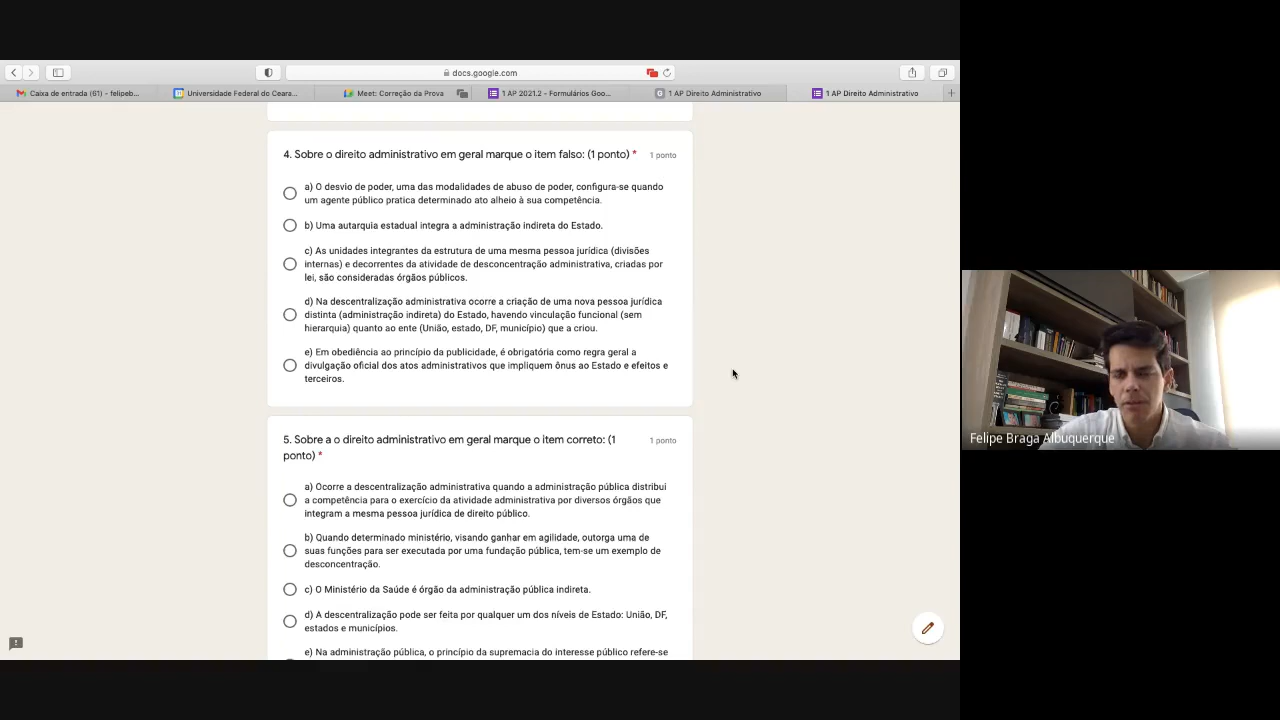 docs.google.com
Caixa de entrada (61) - felipeb...
Universidade Federal do Ceara...
Meet: Correção da Prova
1 AP 2021.2 - Formulários Goo...
1 AP Direito Administrativo
1 AP Direito Administrativo
4. Sobre o direito administrativo em geral marque o item falso: (1 ponto) *
1 ponto
a) O desvio de poder, uma das modalidades de abuso de poder, configura-se quando
um agente público pratica determinado ato alheio à sua competência.
b) Uma autarquia estadual integra a administração indireta do Estado.
c) As unidades integrantes da estrutura de uma mesma pessoa jurídica (divisões
internas) e decorrentes da atividade de desconcentração administrativa, criadas por
lei, são consideradas órgãos públicos.
d) Na descentralização administrativa ocorre a criação de uma nova pessoa jurídica
distinta (administração indireta) do Estado, havendo vinculação funcional (sem
hierarquia) quanto ao ente (União, estado, DF, município) que a criou.
e) Em obediência ao princípio da publicidade, é obrigatória como regra geral a
divulgação oficial dos atos administrativos que impliquem ônus ao Estado e efeitos e
terceiros.
5. Sobre a o direito administrativo em geral marque o item correto: (1
ponto) *
1 ponto
a) Ocorre a descentralização administrativa quando a administração pública distribui
a competência para o exercício da atividade administrativa por diversos órgãos que
integram a mesma pessoa jurídica de direito público.
b) Quando determinado ministério, visando ganhar em agilidade, outorga uma de
suas funções para ser executada por uma fundação pública, tem-se um exemplo de
desconcentração.
c) O Ministério da Saúde é órgão da administração pública indireta.
d) A descentralização pode ser feita por qualquer um dos níveis de Estado: União, DF,
estados e municípios.
e) Na administração pública, o princípio da supremacia do interesse público refere-se
Felipe Braga Albuquerque